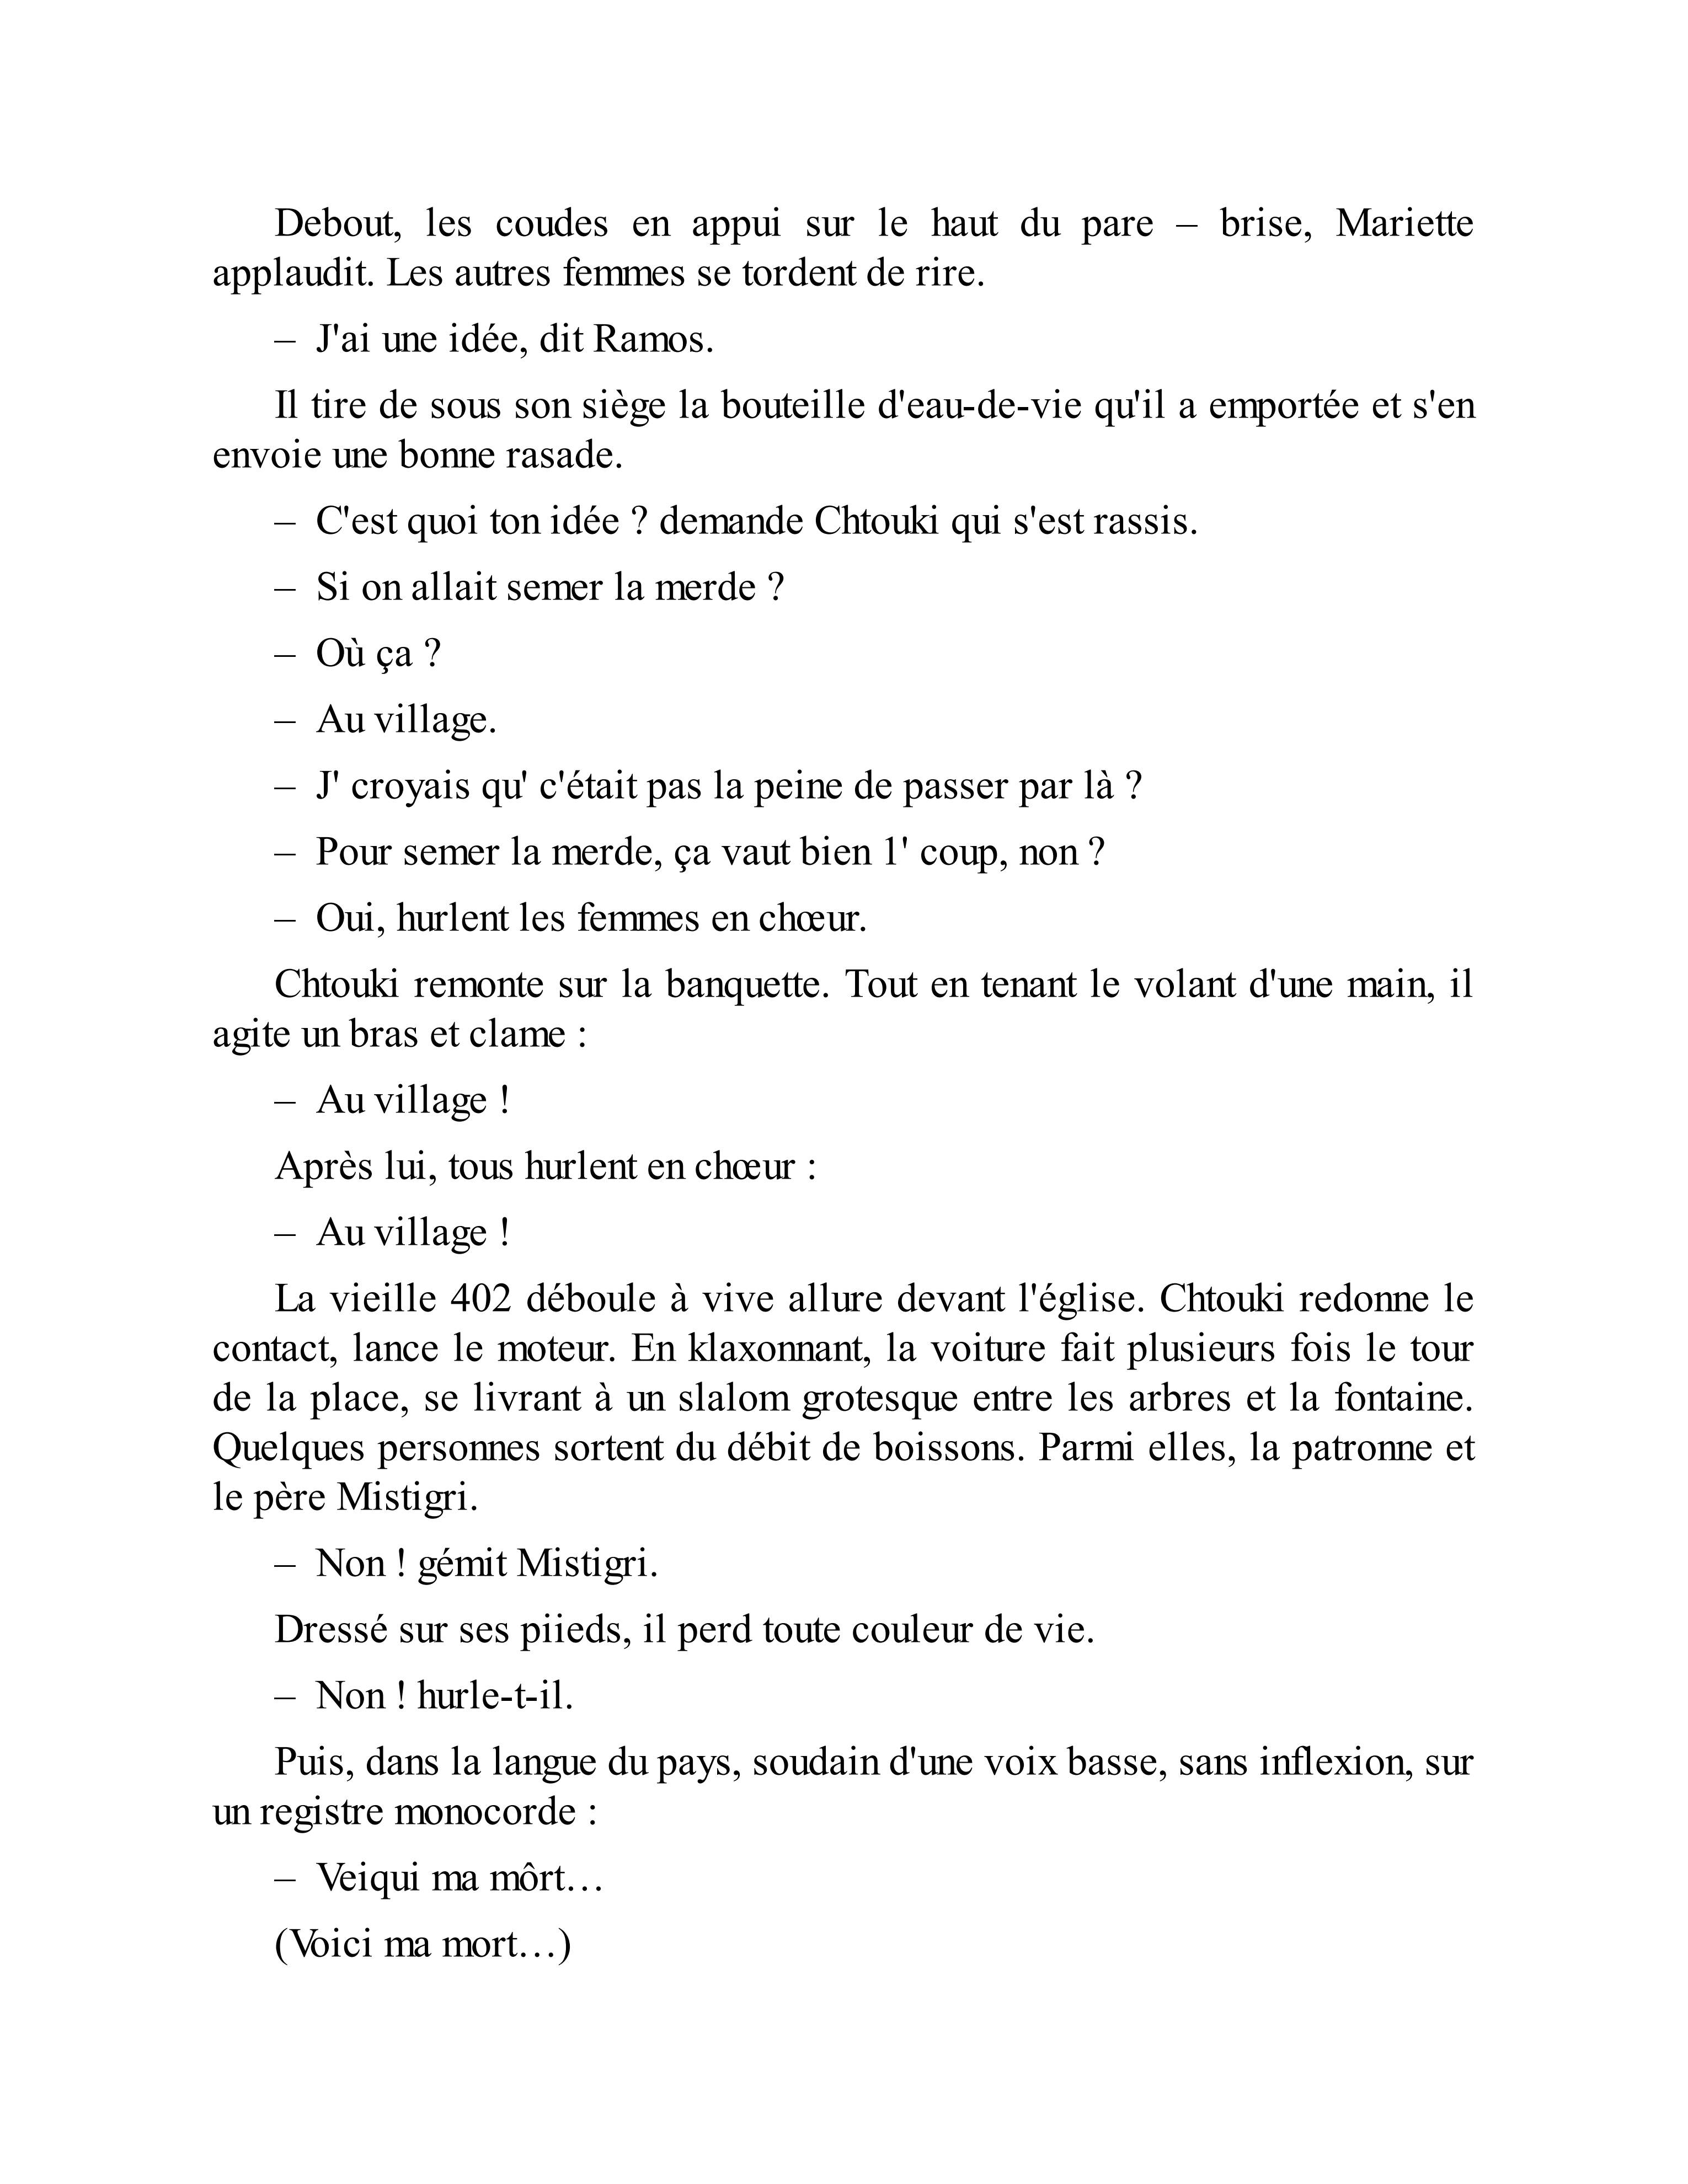 Debout, les coudes en appui sur le haut du pare – brise, Mariette
applaudit. Les autres femmes se tordent de rire.
– J'ai une idée, dit Ramos.
Il tire de sous son siège la bouteille d'eau-de-vie qu'il a emportée et s'en
envoie une bonne rasade.
– C'est quoi ton idée ? demande Chtouki qui s'est rassis.
– Si on allait semer la merde ?
– Où ça ?
– Au village.
– J' croyais qu' c'était pas la peine de passer par là ?
– Pour semer la merde, ça vaut bien 1' coup, non ?
– Oui, hurlent les femmes en chœur.
Chtouki remonte sur la banquette. Tout en tenant le volant d'une main, il
agite un bras et clame :
– Au village !
Après lui, tous hurlent en chœur :
– Au village !
La vieille 402 déboule à vive allure devant l'église. Chtouki redonne le
contact, lance le moteur. En klaxonnant, la voiture fait plusieurs fois le tour
de la place, se livrant à un slalom grotesque entre les arbres et la fontaine.
Quelques personnes sortent du débit de boissons. Parmi elles, la patronne et
le père Mistigri.
– Non ! gémit Mistigri.
Dressé sur ses piieds, il perd toute couleur de vie.
– Non ! hurle-t-il.
Puis, dans la langue du pays, soudain d'une voix basse, sans inflexion, sur
un registre monocorde :
– Veiqui ma môrt…
(Voici ma mort…)